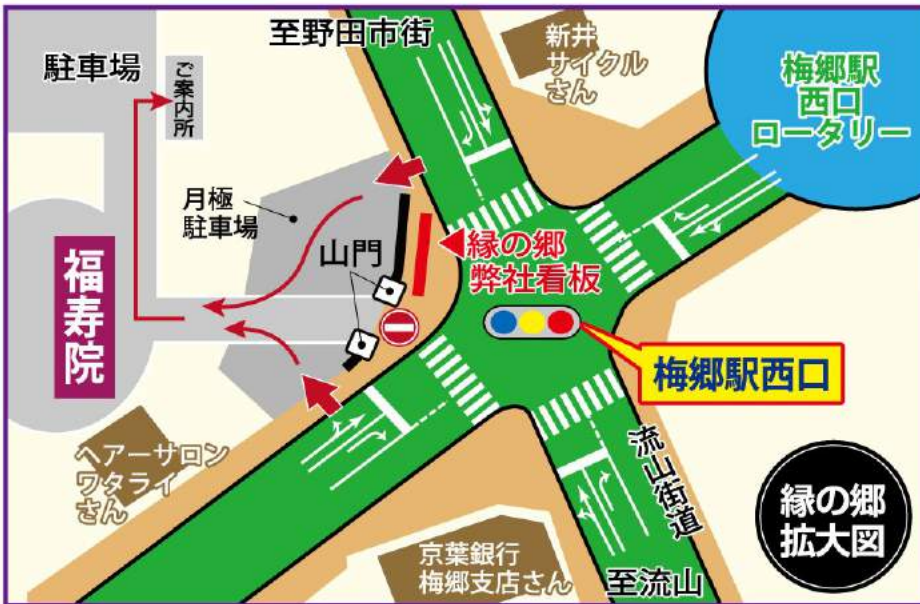 至野田市街
新井
サイクル
さん
梅郷駅
西口
ロータリー
駐車場
ご案内所
月極
駐車場
山門
縁の郷
弊社看板
福寿院
梅郷駅西口
ヘアーサロン
ワタライ
さん
流山街道
京葉銀行
梅郷支店さん
至流山
縁の郷
拡大図